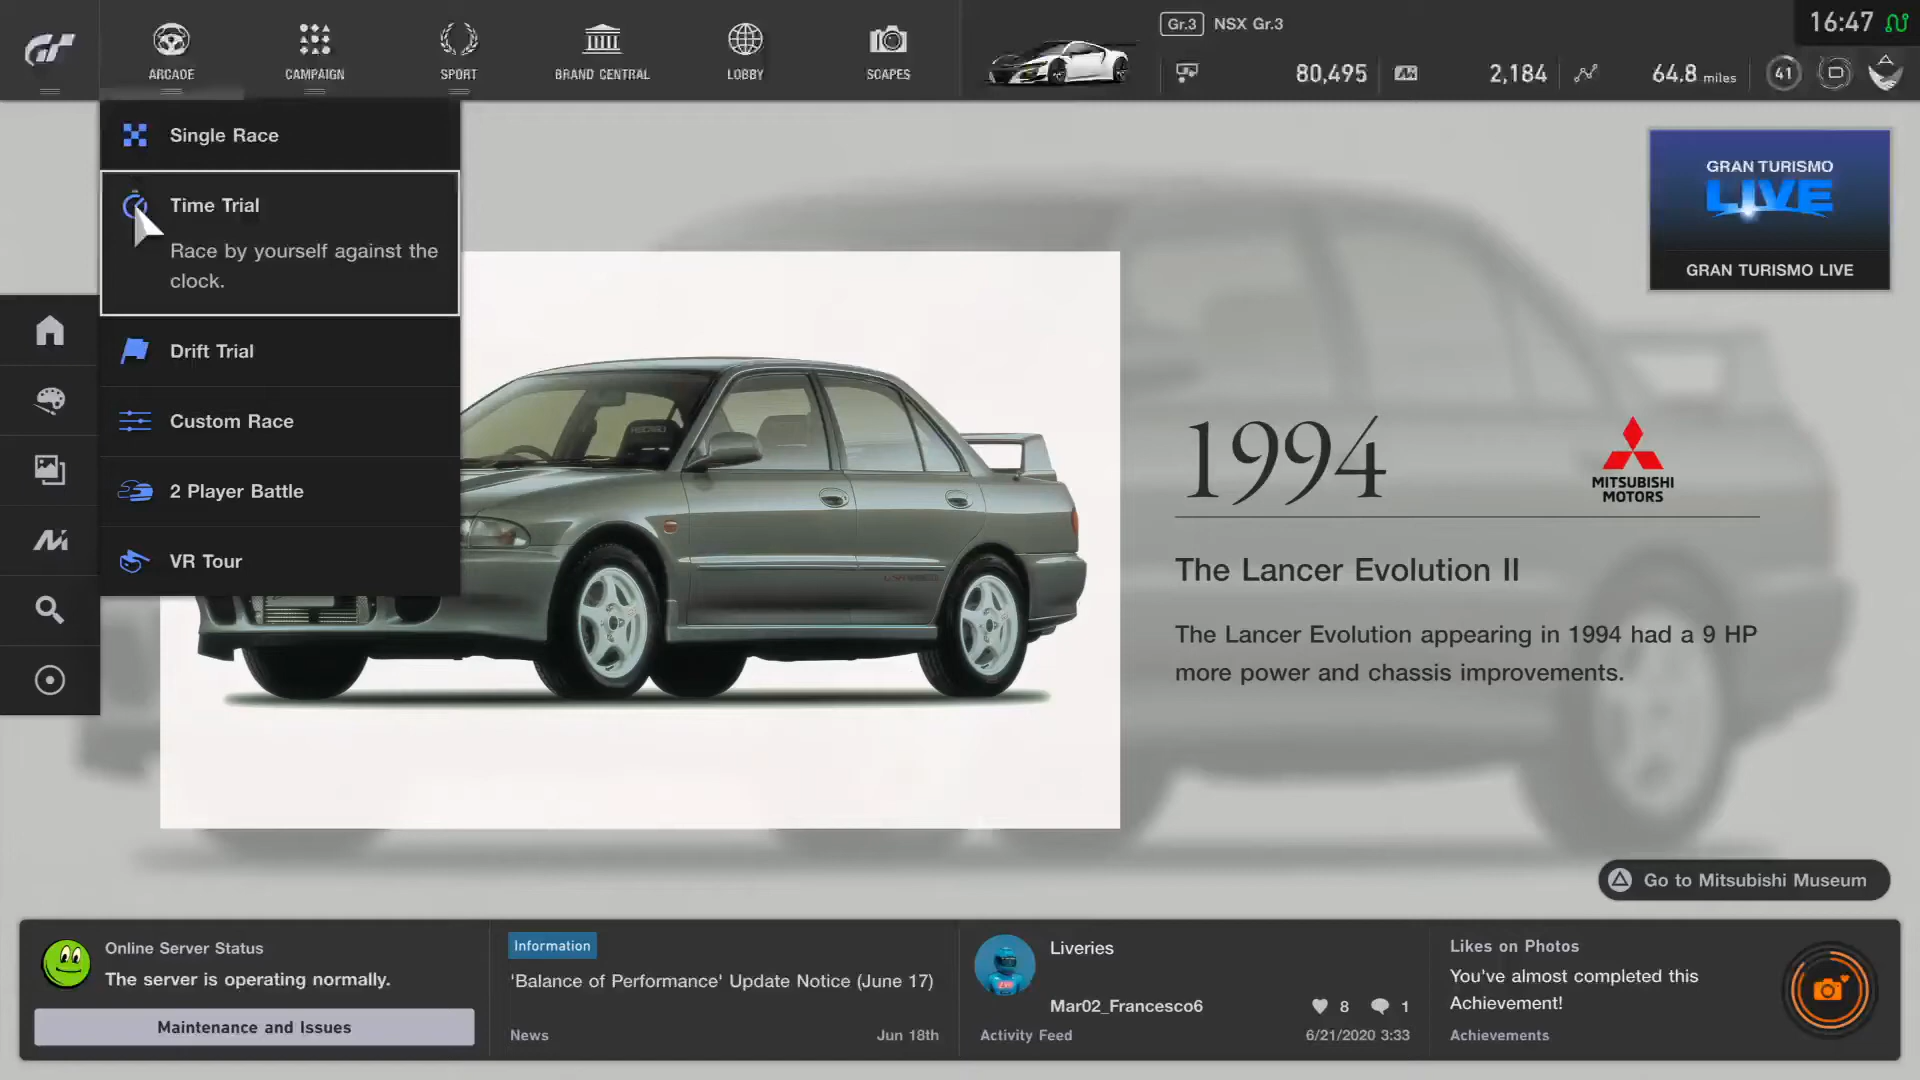 ARCADE
CAMPAIGN
SPORT
BRAND CENTRAL
LOBBY
SCAPES
Gr.3 NSX Gr.3
80,495
2,184
64.8 miles
41
16:47
Single Race
Time Trial
Race by yourself against the
clock.
Drift Trial
Custom Race
2 Player Battle
VR Tour
GRAN TURISMO
LIVE
GRAN TURISMO LIVE
1994
MITSUBISHI
MOTORS
The Lancer Evolution II
The Lancer Evolution appearing in 1994 had a 9 HP
more power and chassis improvements.
Go to Mitsubishi Museum
Online Server Status
The server is operating normally.
Maintenance and Issues
Information
'Balance of Performance' Update Notice (June 17)
News
Jun 18th
Liveries
Mar02_Francesco6
8
1
Activity Feed
6/21/2020 3:33
Likes on Photos
You've almost completed this
Achievement!
Achievements